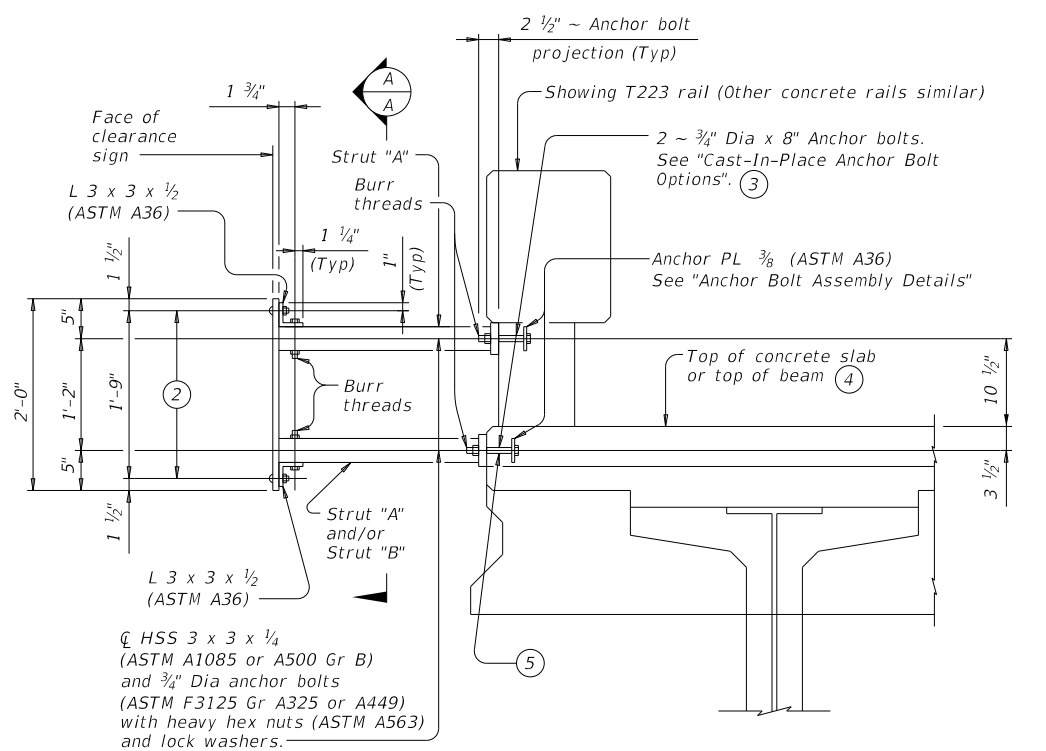 2 ½" ~ Anchor bolt
projection (Typ)
A
A
1 ¾"
Showing T223 rail (Other concrete rails similar)
Face of
clearance
sign
2 ~ ¾" Dia x 8" Anchor bolts.
See "Cast-In-Place Anchor Bolt
Options". 3
Strut "A"
Burr
threads
L 3 x 3 x ½
(ASTM A36)
1 ¼"
(Typ)
1"
(Typ)
1 ½"
Anchor PL ⅜ (ASTM A36)
See "Anchor Bolt Assembly Details"
5"
2'-0"
1'-2"
1'-9"
2
Burr
threads
Top of concrete slab
or top of beam 4
10 ½"
5"
3 ½"
1 ½"
Strut "A"
and/or
Strut "B"
L 3 x 3 x ½
(ASTM A36)
℄ HSS 3 x 3 x ¼
(ASTM A1085 or A500 Gr B)
and ¾" Dia anchor bolts
(ASTM F3125 Gr A325 or A449)
with heavy hex nuts (ASTM A563)
and lock washers.
5